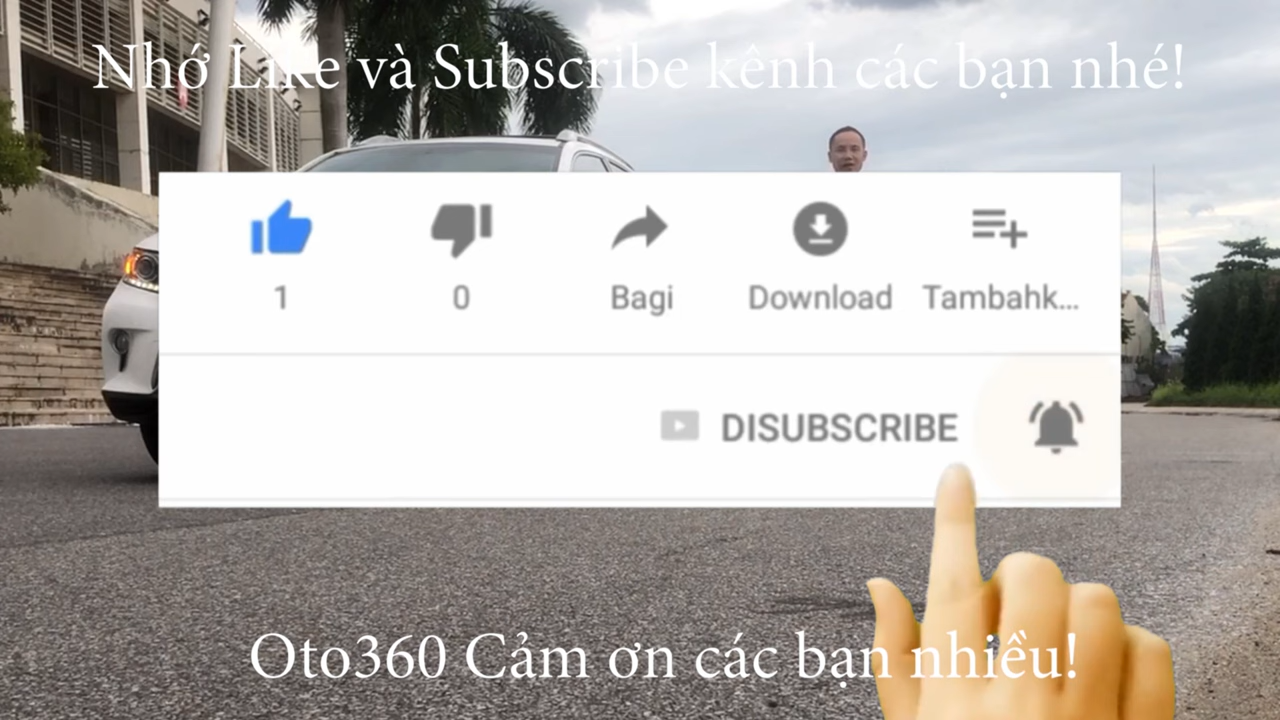 Nhớ Like và Subscribe kênh các bạn nhé!
1 0 Bagi Download Tambahk...
DISUBSCRIBE
Oto360 Cảm ơn các bạn nhiều!